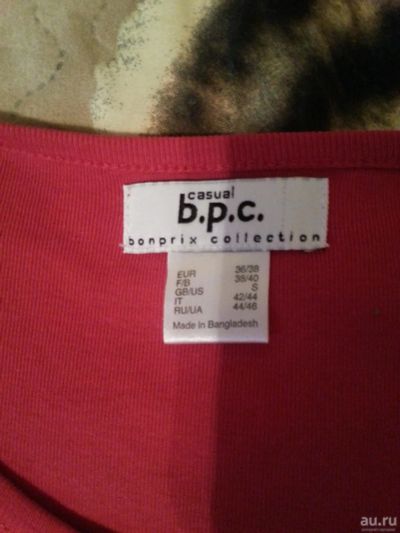 casual
b.p.c.
bonprix collection
EUR 36/38
F/B 38/40
GB/US S
IT 42/44
RU/UA 44/46
Made in Bangladesh
au.ru